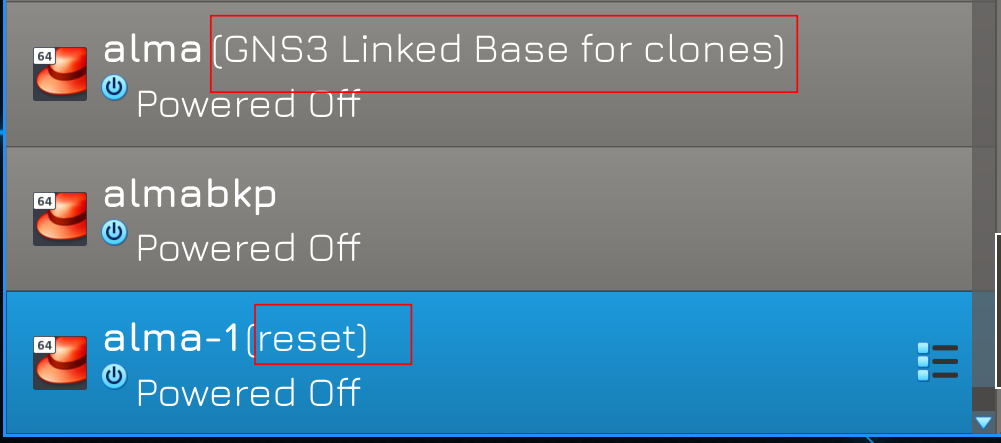 64
alma (GNS3 Linked Base for clones)
Powered Off
64
almabkp
Powered Off
64
alma-1 (reset)
Powered Off